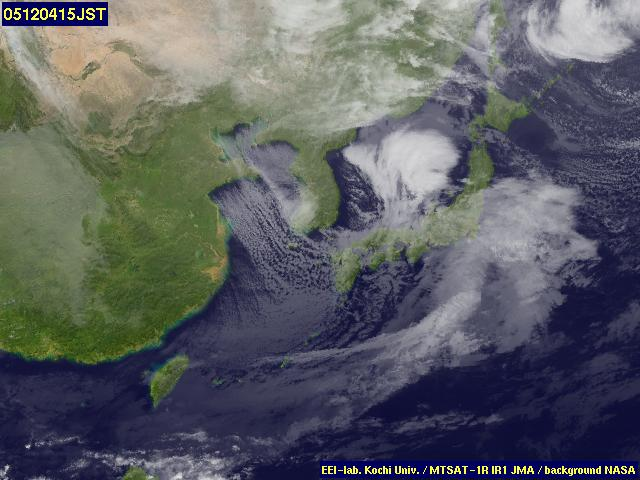 05120415JST
EEI-lab. Kochi Univ. / MTSAT-1R IR1 JMA / background NASA